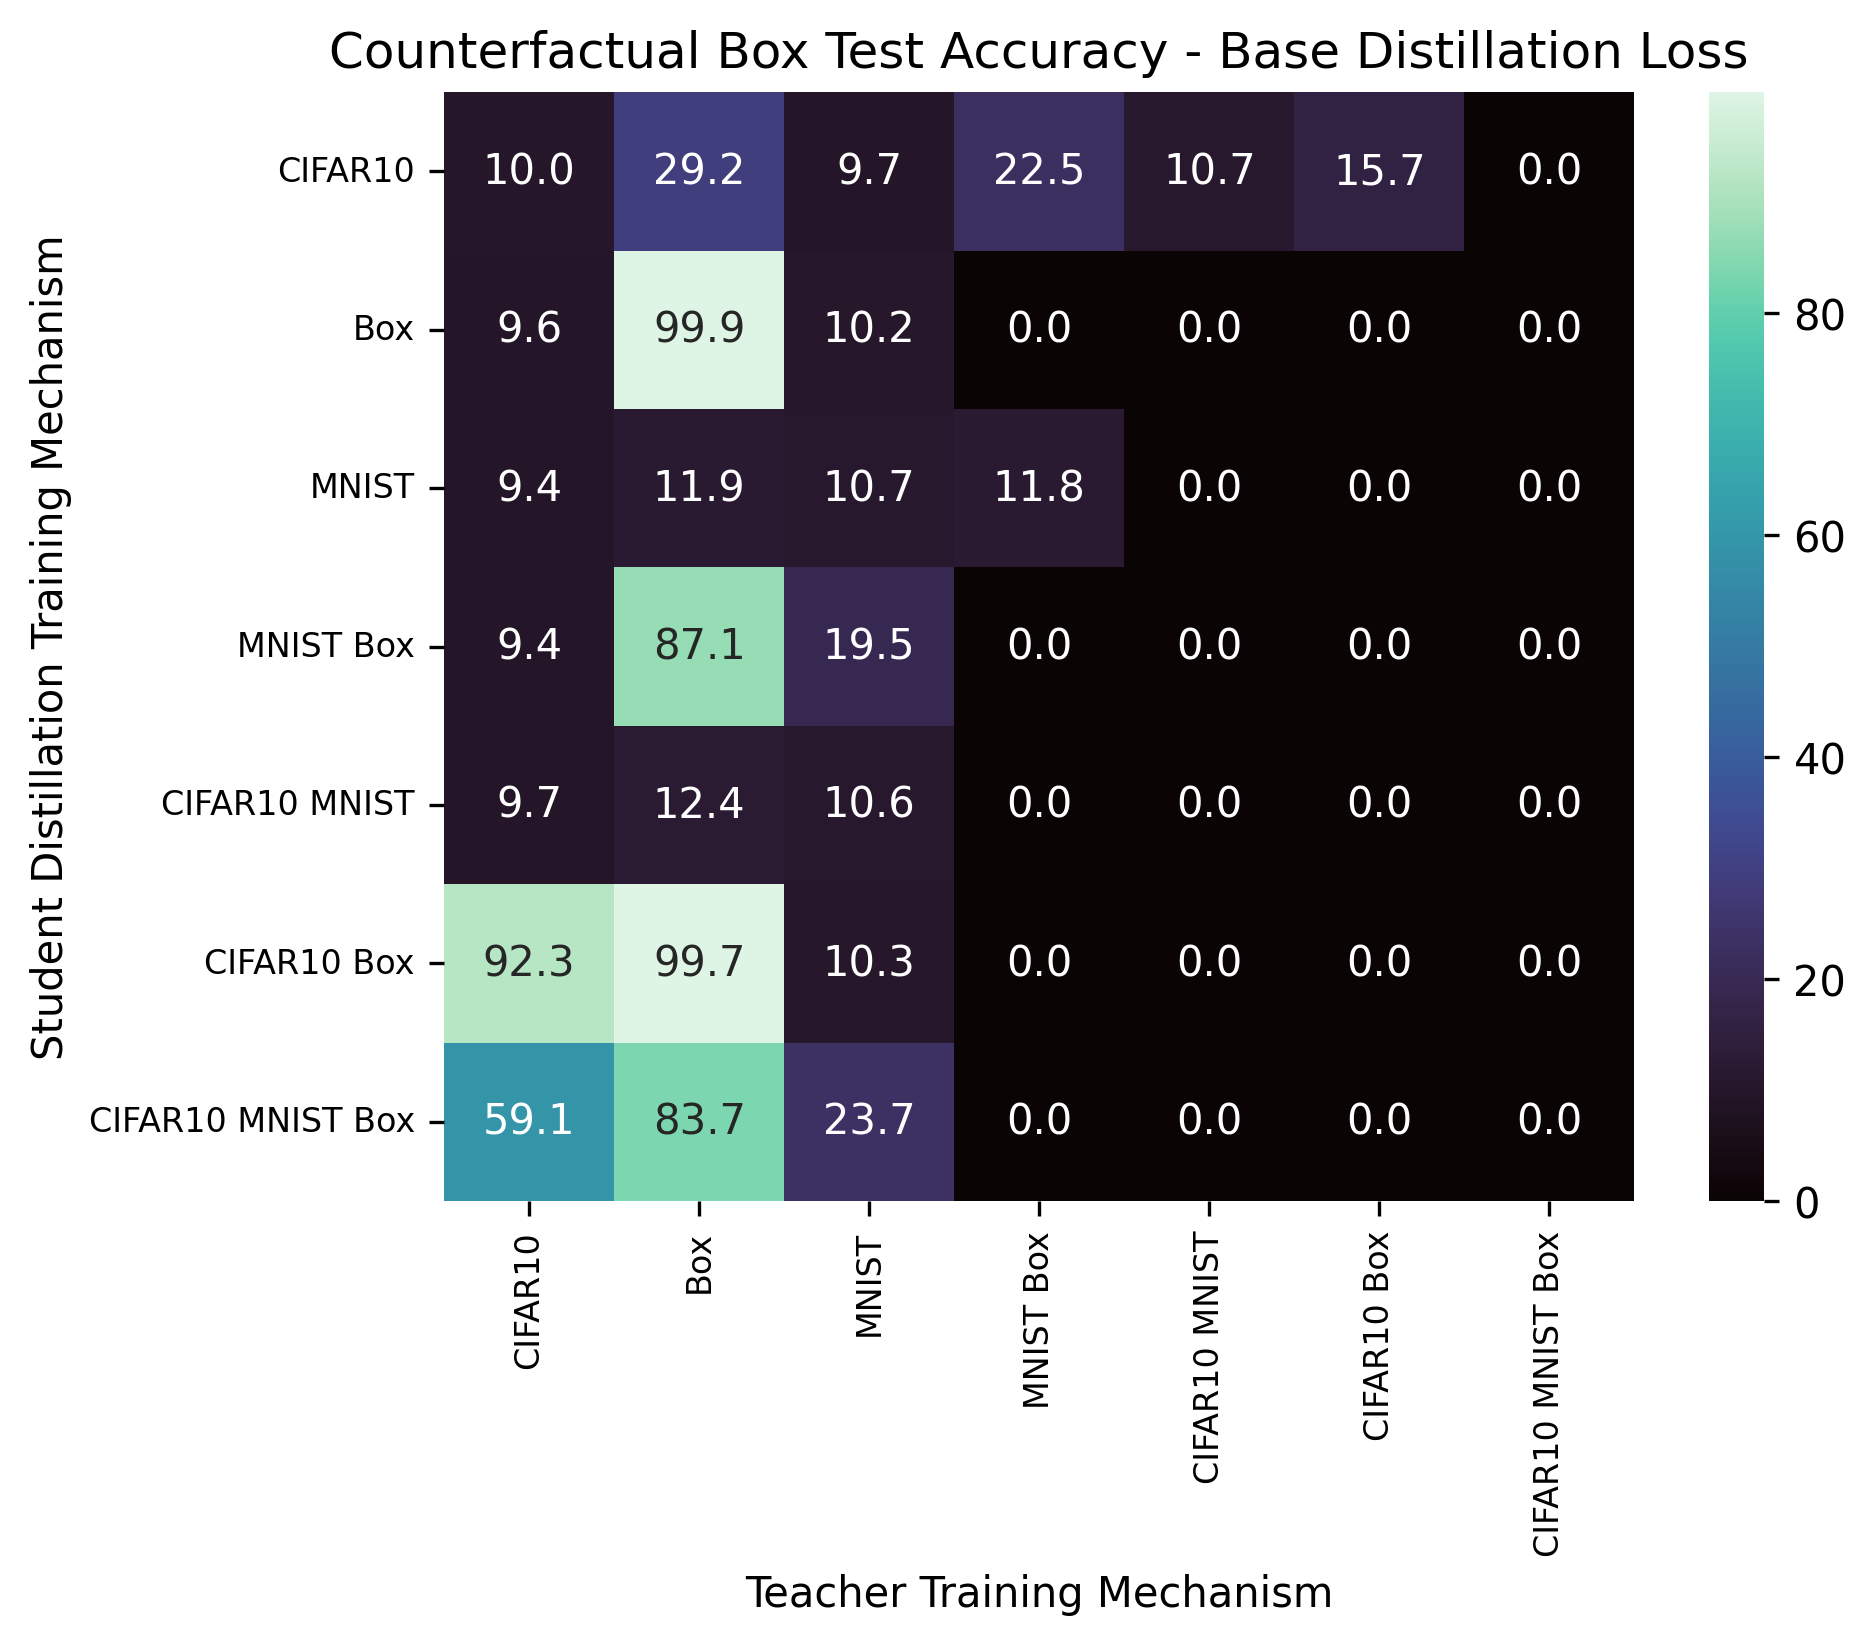 Counterfactual Box Test Accuracy - Base Distillation Loss
Student Distillation Training Mechanism
CIFAR10 10.0 29.2 9.7 22.5 10.7 15.7 0.0
Box 9.6 99.9 10.2 0.0 0.0 0.0 0.0
MNIST 9.4 11.9 10.7 11.8 0.0 0.0 0.0
MNIST Box 9.4 87.1 19.5 0.0 0.0 0.0 0.0
CIFAR10 MNIST 9.7 12.4 10.6 0.0 0.0 0.0 0.0
CIFAR10 Box 92.3 99.7 10.3 0.0 0.0 0.0 0.0
CIFAR10 MNIST Box 59.1 83.7 23.7 0.0 0.0 0.0 0.0
80
60
40
20
0
CIFAR10
Box
MNIST
MNIST Box
CIFAR10 MNIST
CIFAR10 Box
CIFAR10 MNIST Box
Teacher Training Mechanism